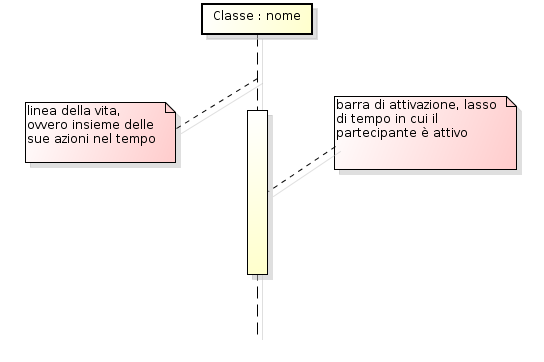 Classe : nome
linea della vita,
ovvero insieme delle
sue azioni nel tempo
barra di attivazione, lasso
di tempo in cui il
partecipante è attivo